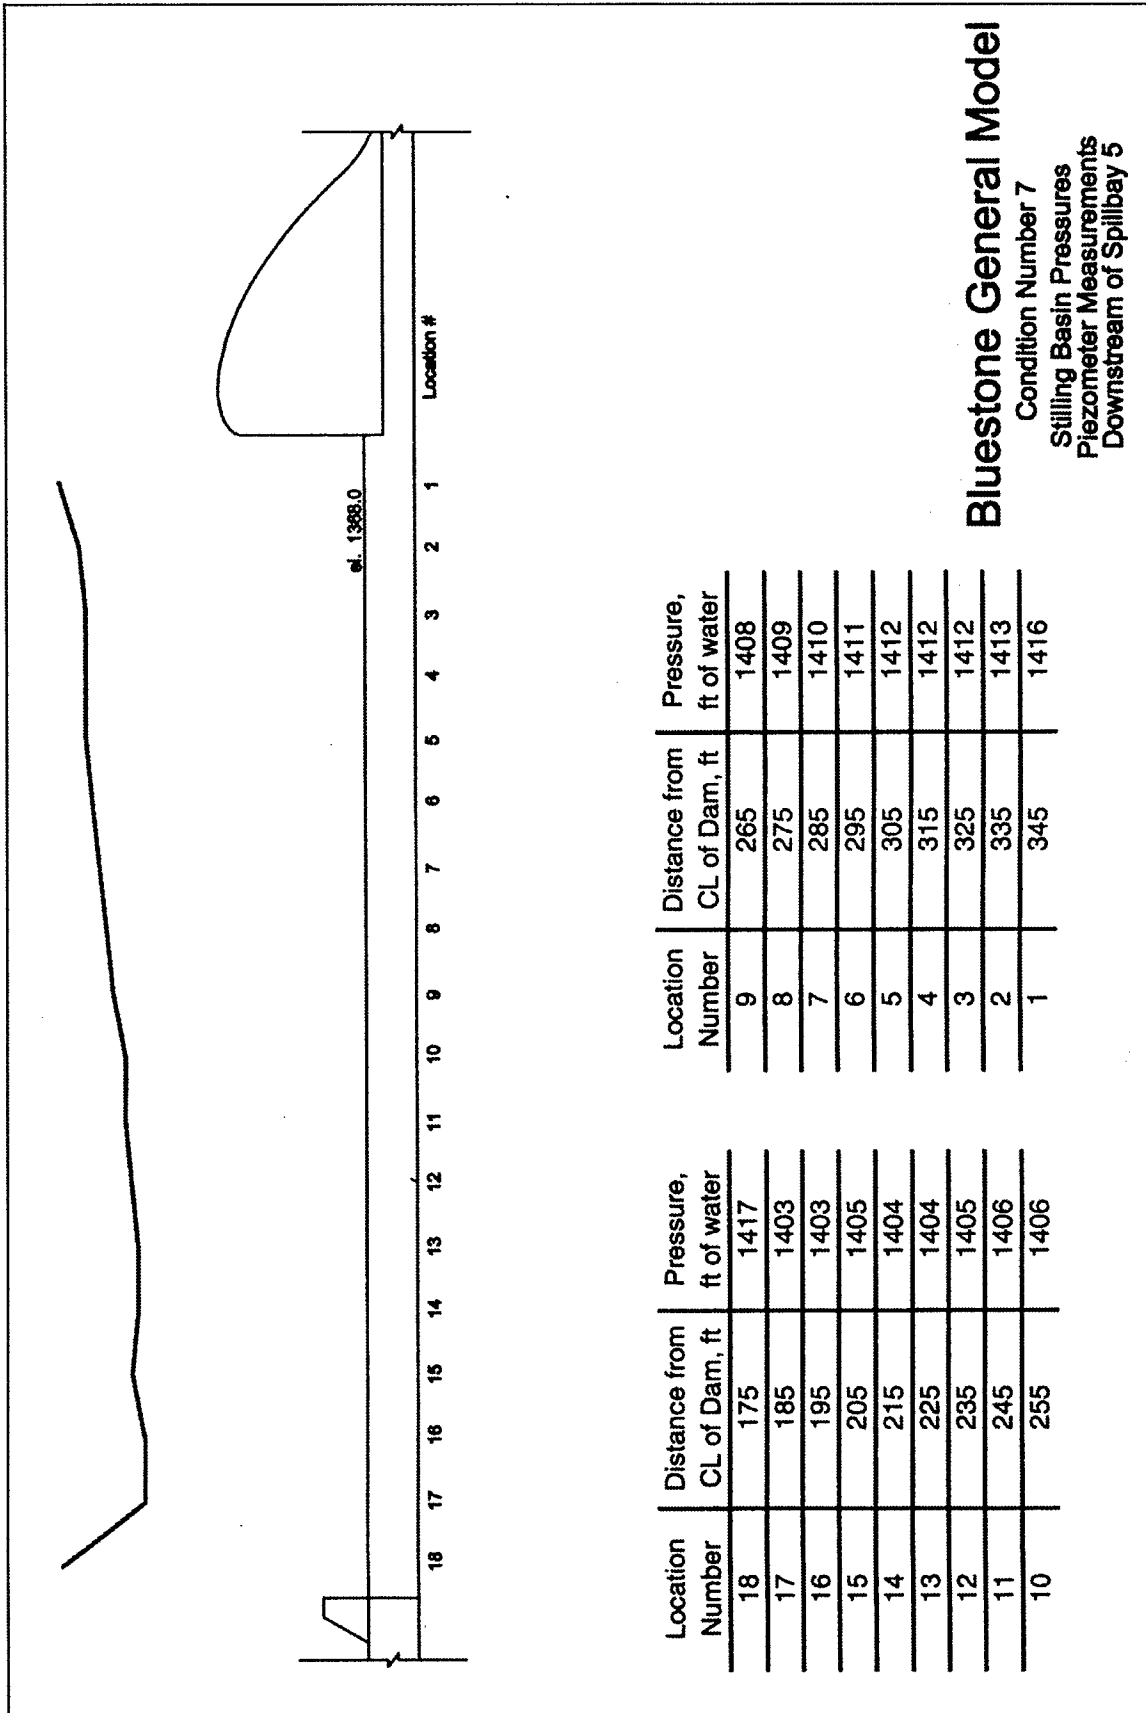 el. 1368.0
18 17 16 15 14 13 12 11 10 9 8 7 6 5 4 3 2 1 Location #
Location Distance from Pressure,
Number CL of Dam, ft ft of water
18 175 1417
17 185 1403
16 195 1403
15 205 1405
14 215 1404
13 225 1404
12 235 1405
11 245 1406
10 255 1406
Location Distance from Pressure,
Number CL of Dam, ft ft of water
9 265 1408
8 275 1409
7 285 1410
6 295 1411
5 305 1412
4 315 1412
3 325 1412
2 335 1413
1 345 1416
Bluestone General Model
Condition Number 7
Stilling Basin Pressures
Piezometer Measurements
Downstream of Spillbay 5